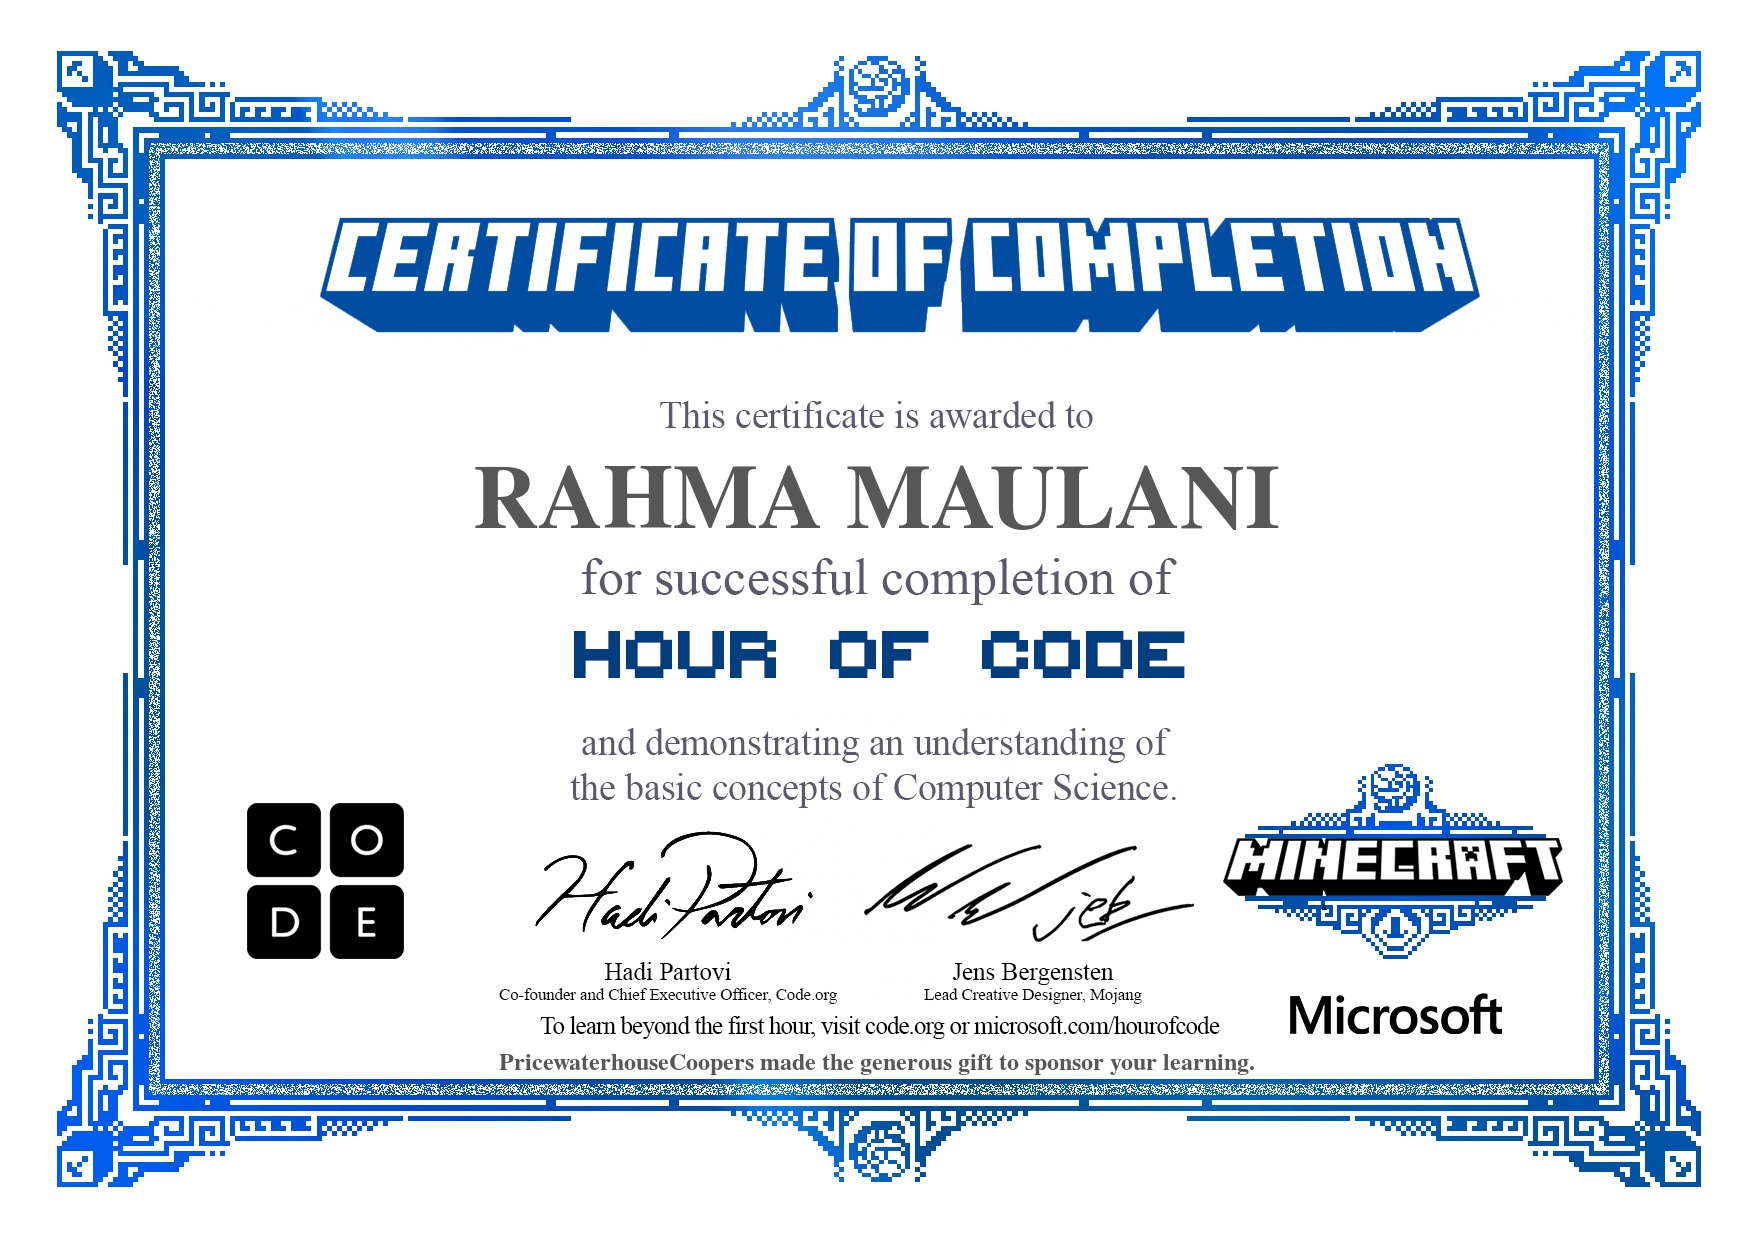 CERTIFICATE OF COMPLETION
This certificate is awarded to
RAHMA MAULANI
for successful completion of
HOUR OF CODE
and demonstrating an understanding of
the basic concepts of Computer Science.
C O
D E
Hadi Partovi
jeb
MINECRAFT
Hadi Partovi
Co-founder and Chief Executive Officer, Code.org
Jens Bergensten
Lead Creative Designer, Mojang
To learn beyond the first hour, visit code.org or microsoft.com/hourofcode
Microsoft
PricewaterhouseCoopers made the generous gift to sponsor your learning.